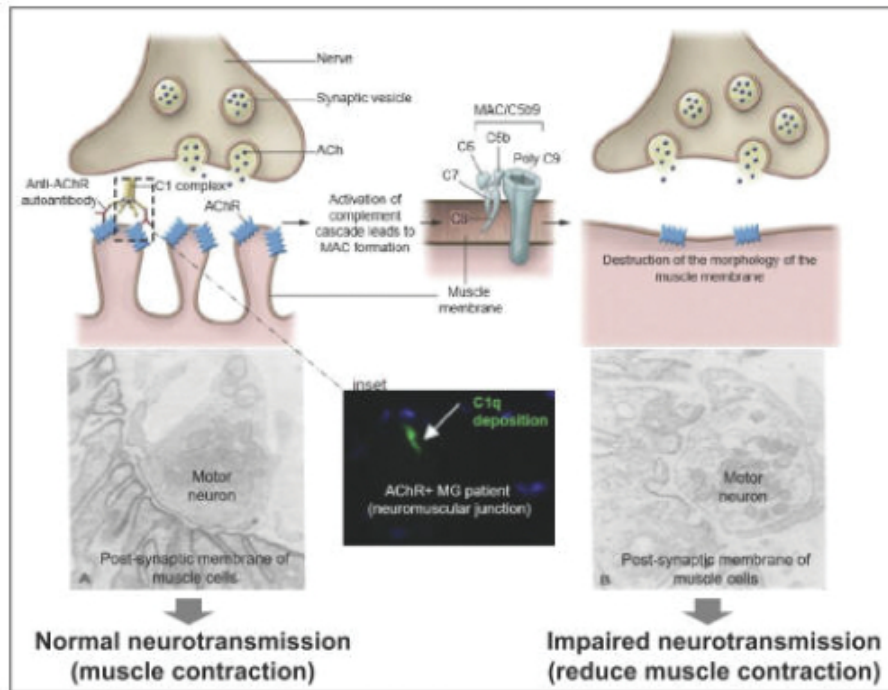 Nerve
Synaptic vesicle
ACh
Anti-AChR
autoantibody
C1 complex*
AChR
Activation of
complement
cascade leads to
MAC formation
MAC/C5b9
C5b
C6
Poly C9
C7
C8
Muscle
membrane
Destruction of the morphology of the
muscle membrane
inset
C1q
deposition
AChR+ MG patient
(neuromuscular junction)
Motor
neuron
Post-synaptic membrane of
muscle cells
A
Motor
neuron
Post-synaptic membrane of
muscle cells
B
Normal neurotransmission
(muscle contraction)
Impaired neurotransmission
(reduce muscle contraction)